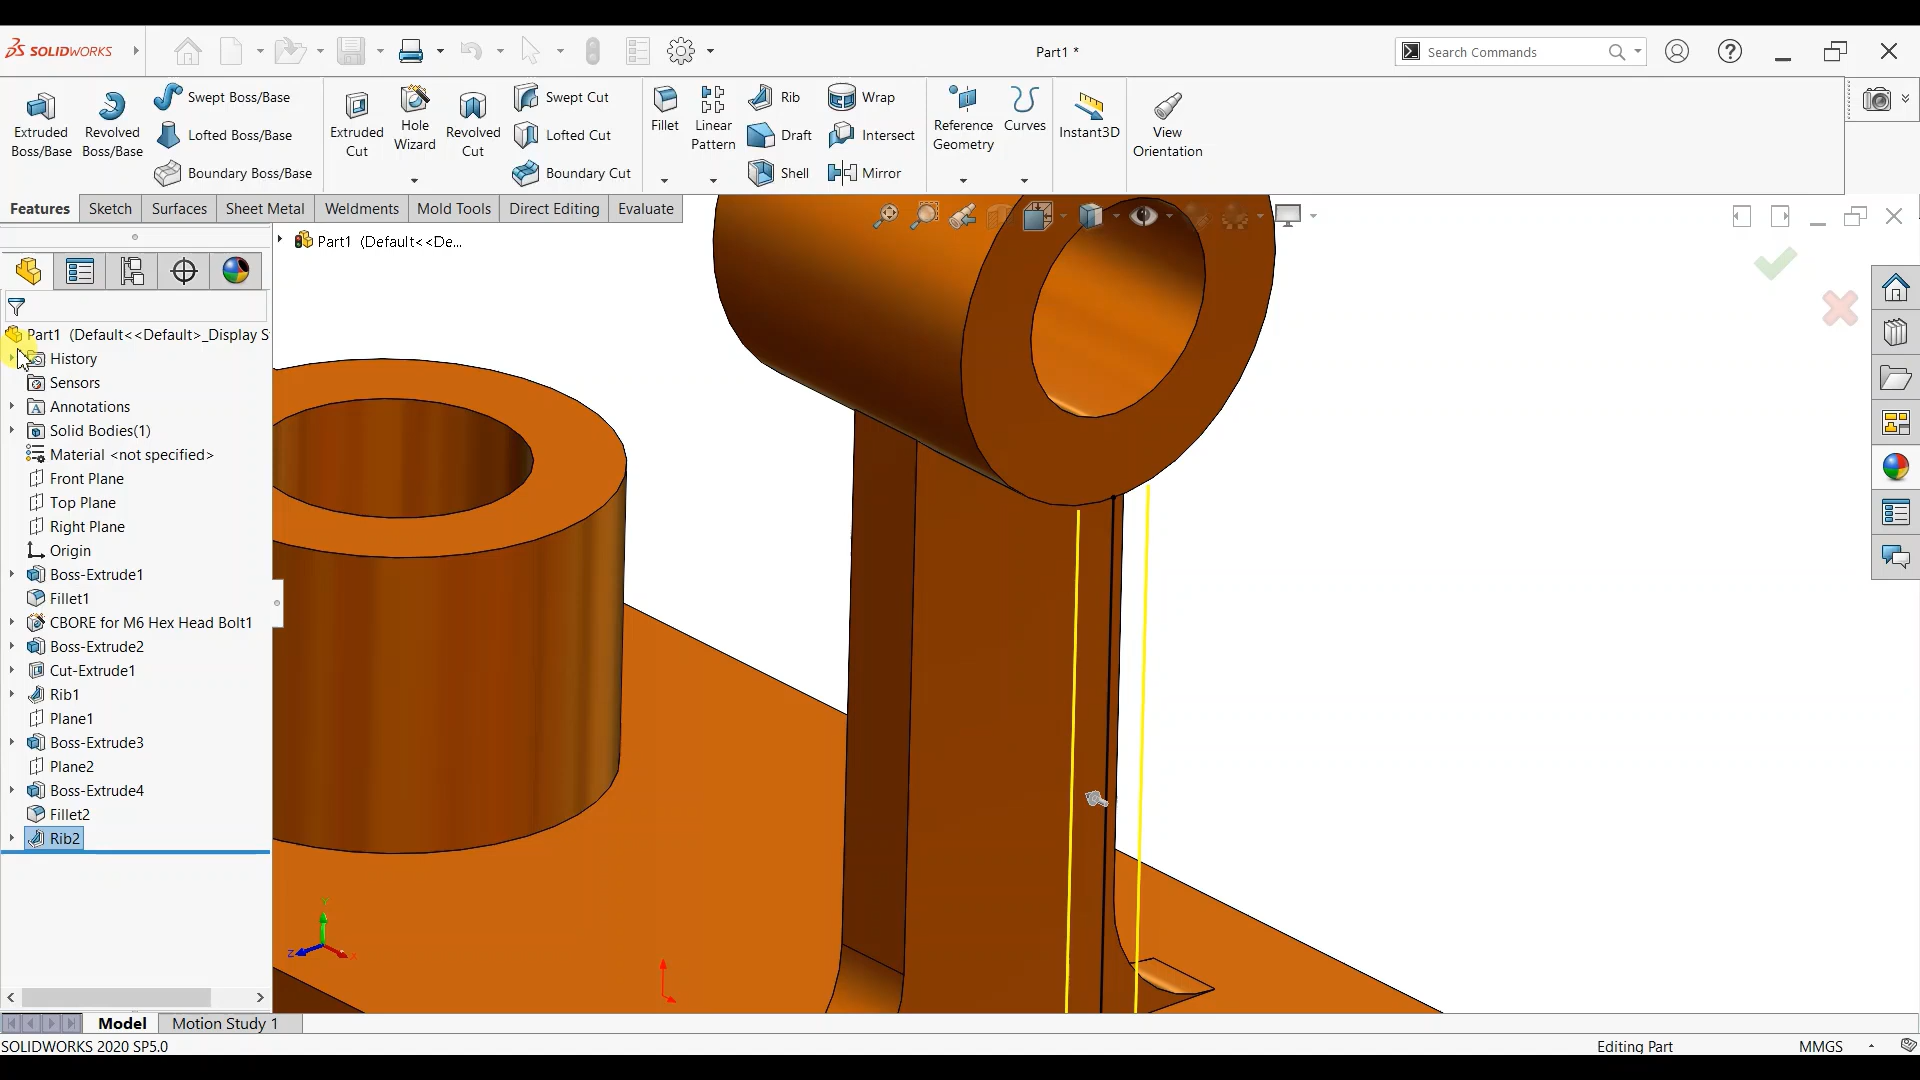 SOLIDWORKS
Part1 *
Search Commands
Extruded Boss/Base
Revolved Boss/Base
Swept Boss/Base
Lofted Boss/Base
Boundary Boss/Base
Extruded Cut
Hole Wizard
Revolved Cut
Swept Cut
Lofted Cut
Boundary Cut
Fillet
Linear Pattern
Rib
Draft
Shell
Wrap
Intersect
Mirror
Reference Geometry
Curves
Instant3D
View Orientation
Features
Sketch
Surfaces
Sheet Metal
Weldments
Mold Tools
Direct Editing
Evaluate
Part1 (Default<<De...
Part1 (Default<<Default>_Display S
History
Sensors
Annotations
Solid Bodies(1)
Material <not specified>
Front Plane
Top Plane
Right Plane
Origin
Boss-Extrude1
Fillet1
CBORE for M6 Hex Head Bolt1
Boss-Extrude2
Cut-Extrude1
Rib1
Plane1
Boss-Extrude3
Plane2
Boss-Extrude4
Fillet2
Rib2
Y
Z
X
Model
Motion Study 1
SOLIDWORKS 2020 SP5.0
Editing Part
MMGS